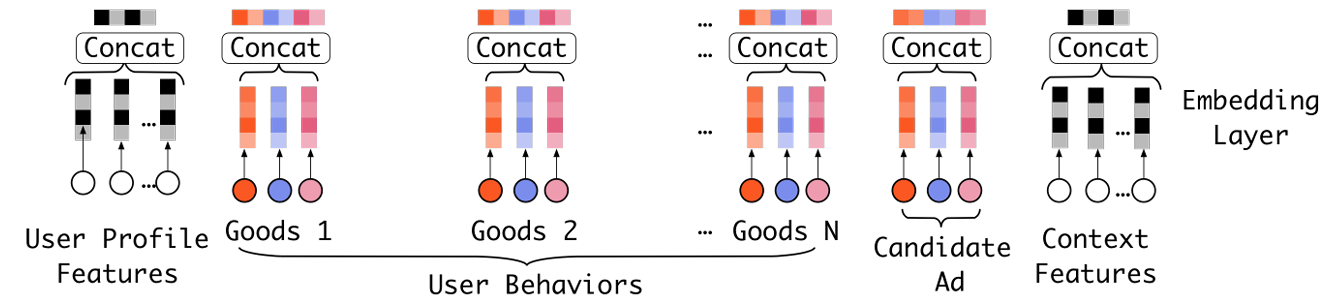 Concat Concat Concat ... Concat Concat Concat
...
... ... ... ...
Embedding
Layer
... ...
User Profile
Features
Goods 1 Goods 2 ... Goods N
User Behaviors
Candidate
Ad
Context
Features